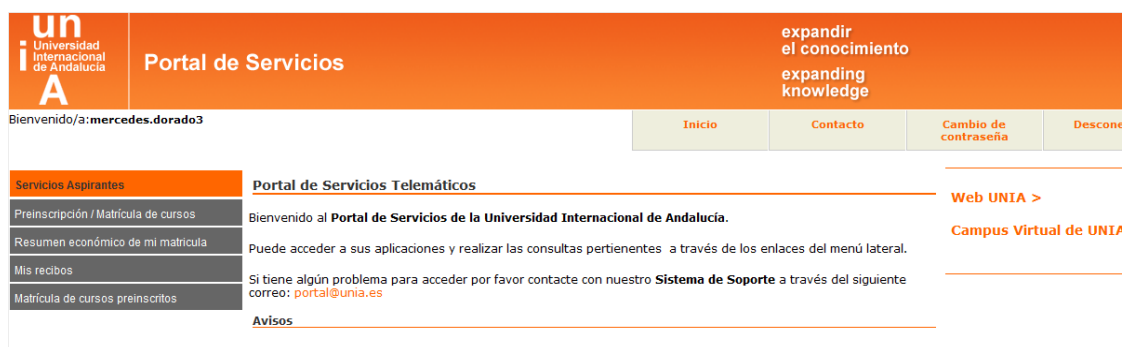 un
i
Universidad
Internacional
de Andalucía
A
Portal de Servicios
expandir
el conocimiento
expanding
knowledge
Bienvenido/a:mercedes.dorado3
Inicio
Contacto
Cambio de
contraseña
Descone
Servicios Aspirantes
Preinscripción / Matrícula de cursos
Resumen económico de mi matricula
Mis recibos
Matrícula de cursos preinscritos
Portal de Servicios Telemáticos
Bienvenido al Portal de Servicios de la Universidad Internacional de Andalucía.
Puede acceder a sus aplicaciones y realizar las consultas pertienentes a través de los enlaces del menú lateral.
Si tiene algún problema para acceder por favor contacte con nuestro Sistema de Soporte a través del siguiente
correo: portal@unia.es
Avisos
Web UNIA >
Campus Virtual de UNIA